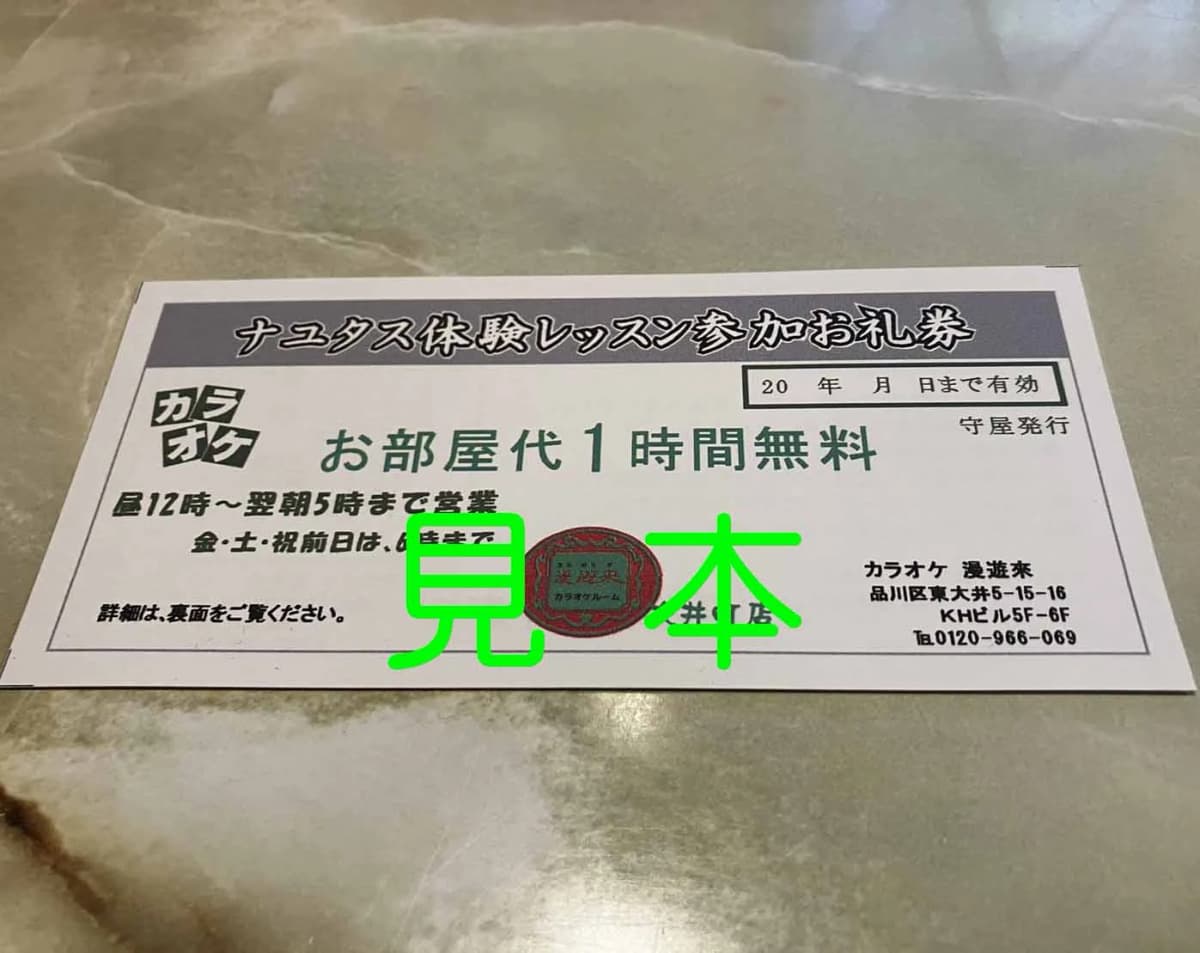 ナユタス体験レッスン参加お礼券
20 年 月 日まで有効
守屋発行
カラ
オケ
お部屋代1時間無料
昼12時~翌朝5時まで営業
金・土・祝前日は、6時まで
詳細は、裏面をご覧ください。
見本
漫遊来
カラオケルーム
井町店
カラオケ 漫遊来
品川区東大井5-15-16
KHビル5F-6F
℡0120-966-069